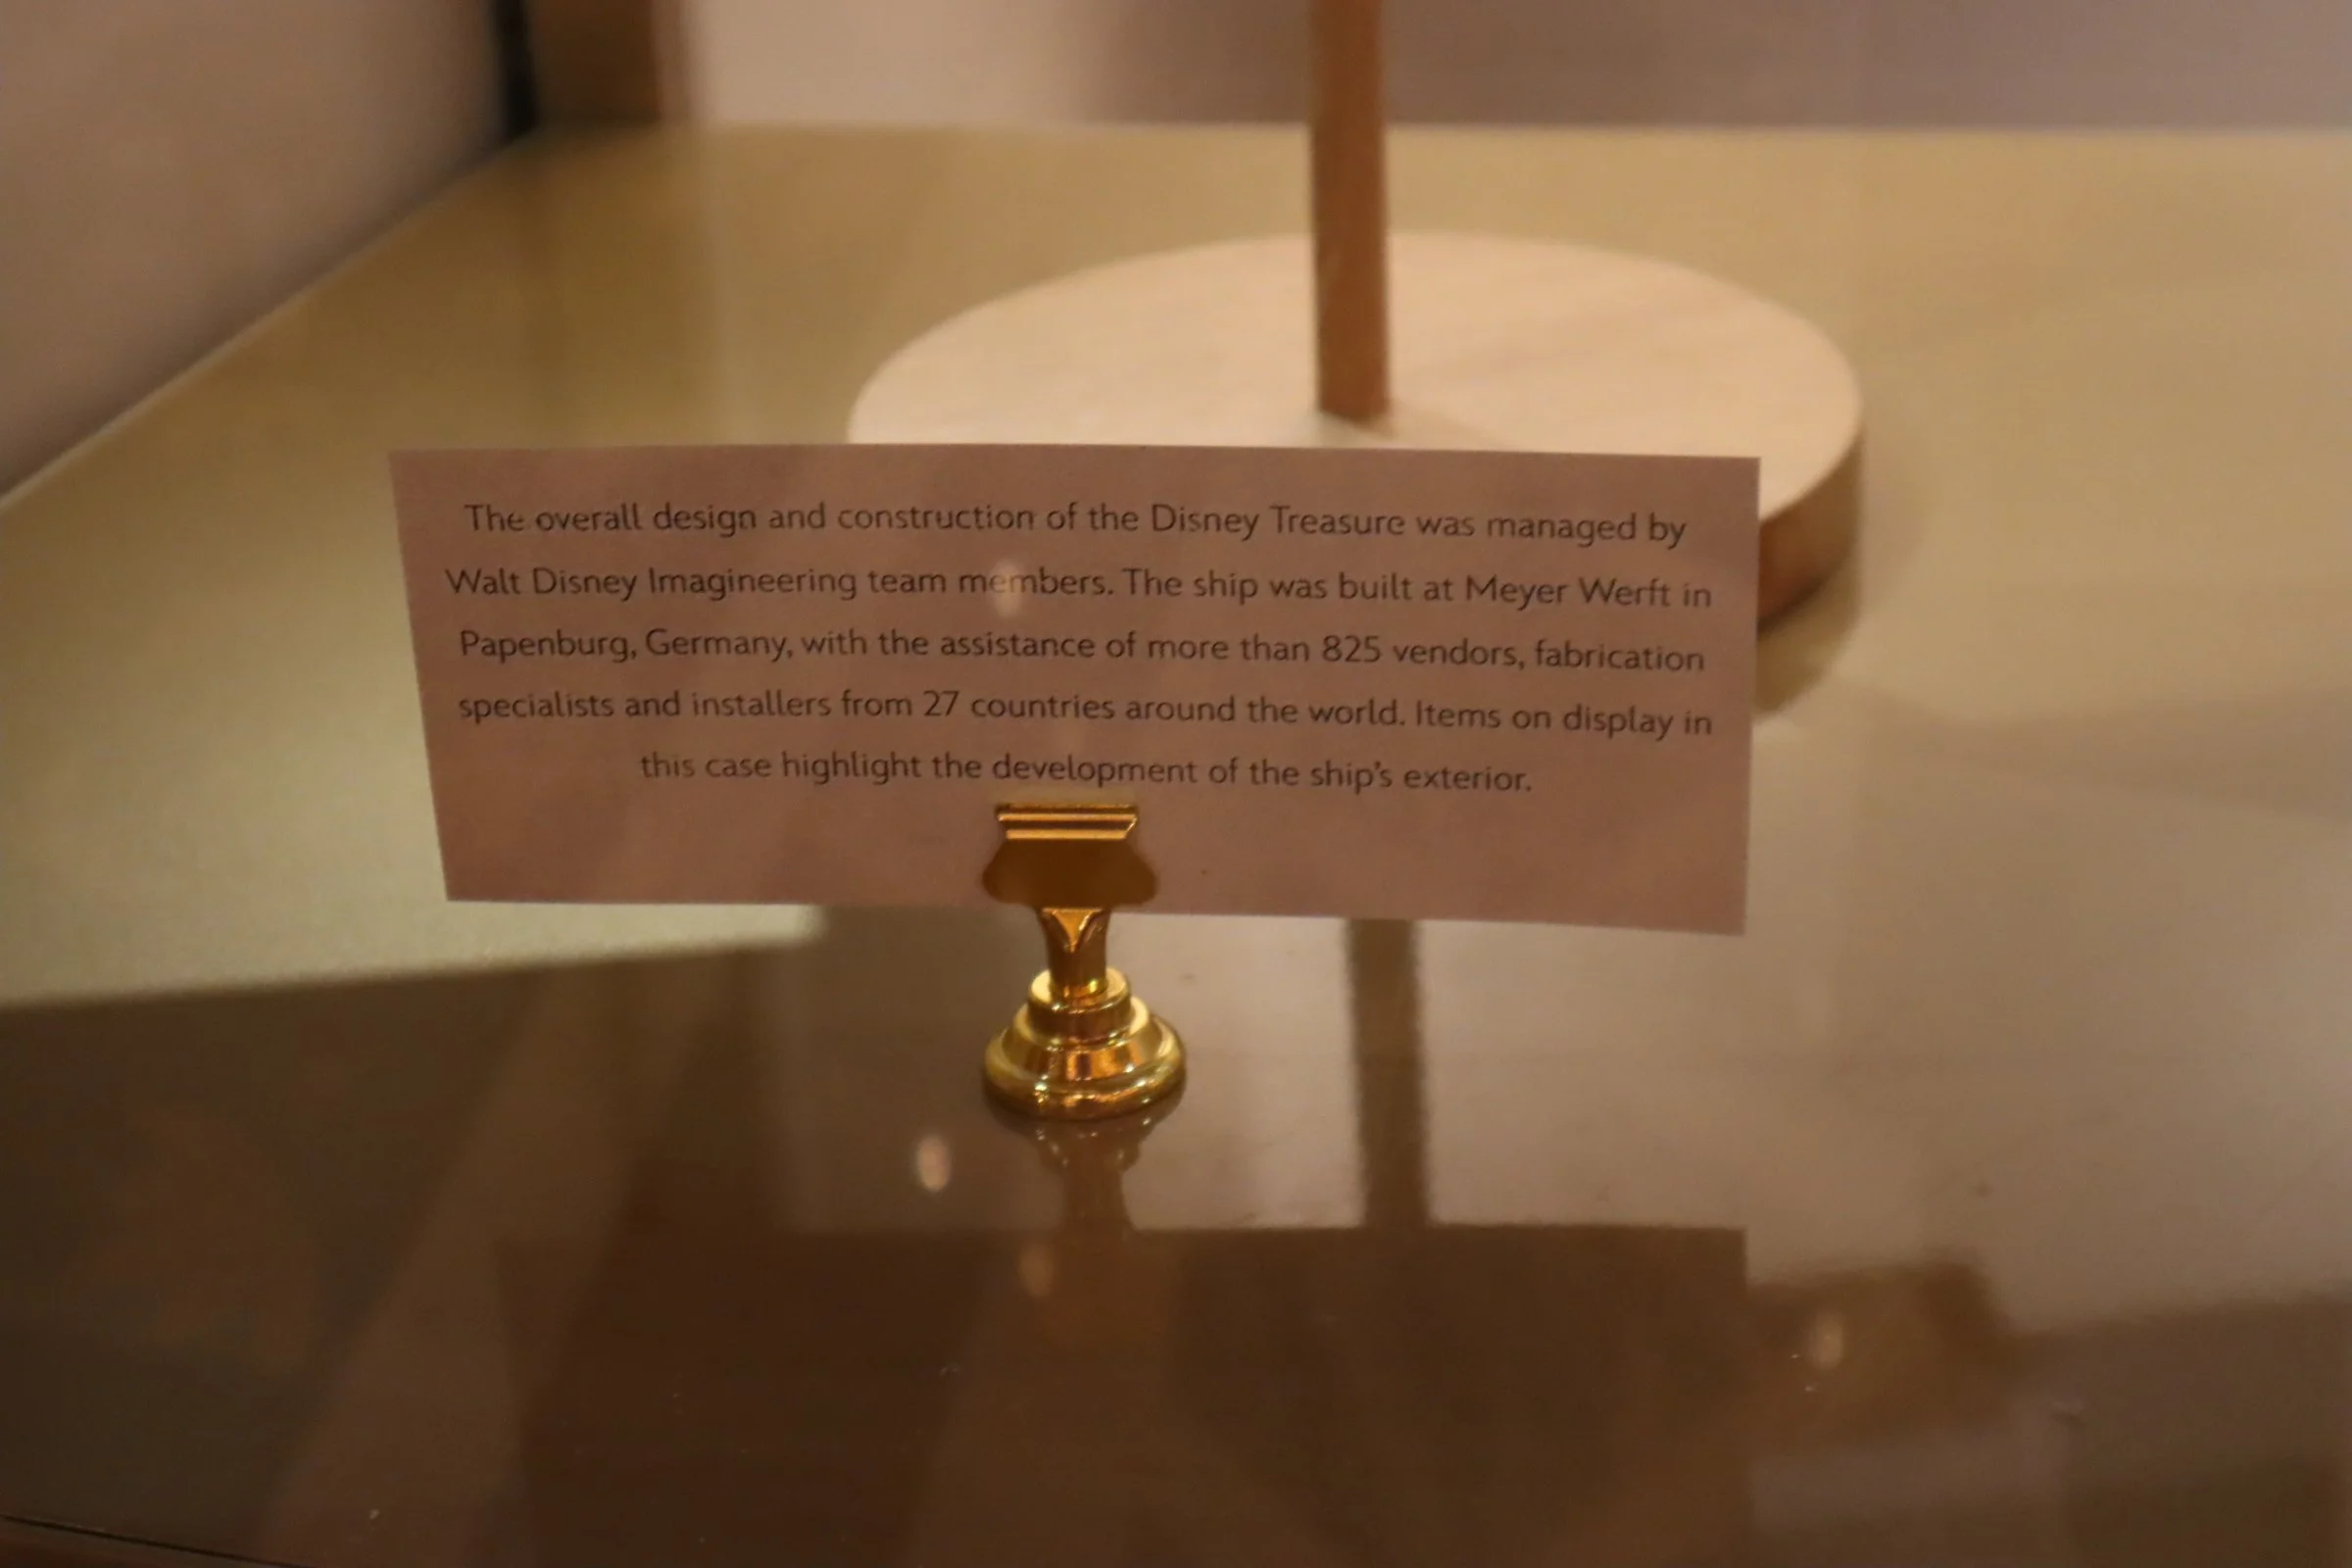 The overall design and construction of the Disney Treasure was managed by
Walt Disney Imagineering team members. The ship was built at Meyer Werft in
Papenburg, Germany, with the assistance of more than 825 vendors, fabrication
specialists and installers from 27 countries around the world. Items on display in
this case highlight the development of the ship's exterior.